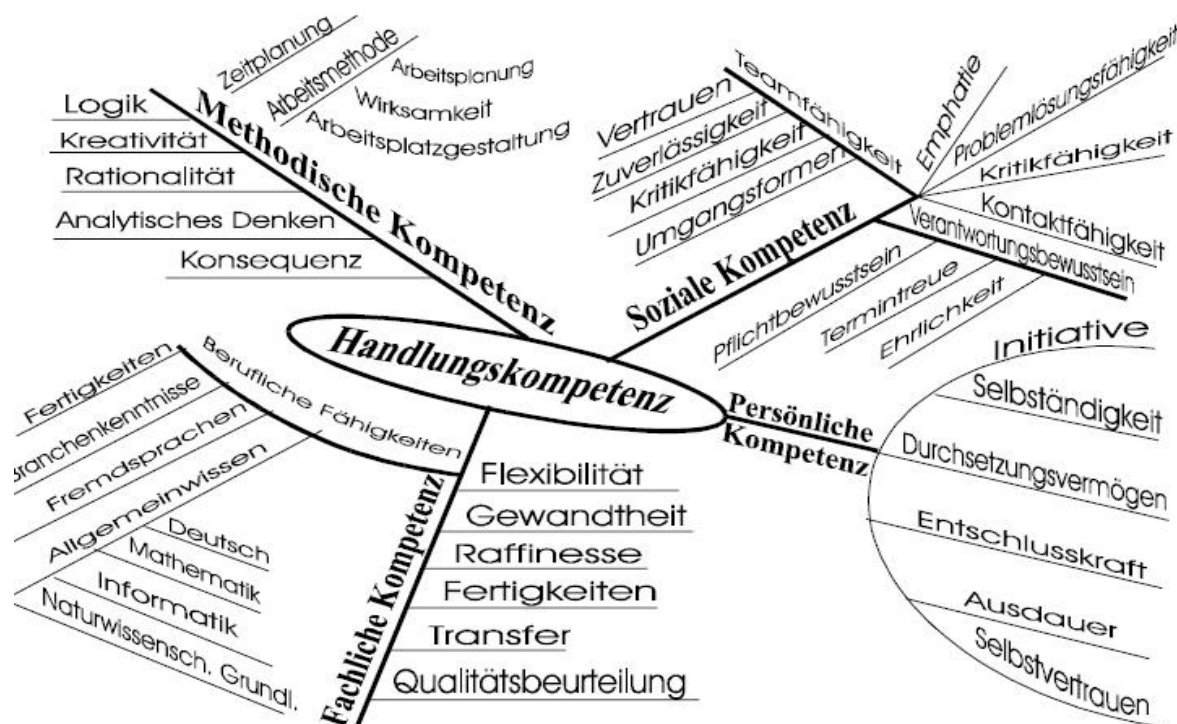 Handlungskompetenz
Methodische Kompetenz
Zeitplanung
Arbeitsmethode
Arbeitsplanung
Wirksamkeit
Arbeitsplatzgestaltung
Logik
Kreativität
Rationalität
Analytisches Denken
Konsequenz
Soziale Kompetenz
Teamfähigkeit
Vertrauen
Zuverlässigkeit
Kritikfähigkeit
Umgangsformen
Emphatie
Problemlösungsfähigkeit
Kritikfähigkeit
Kontaktfähigkeit
Verantwortungsbewusstsein
Pflichtbewusstsein
Termintreue
Ehrlichkeit
Persönliche
Kompetenz
Initiative
Selbständigkeit
Durchsetzungsvermögen
Entschlusskraft
Ausdauer
Selbstvertrauen
Fachliche Kompetenz
Berufliche Fähigkeiten
Fertigkeiten
Branchenkenntnisse
Fremdsprachen
Allgemeinwissen
Deutsch
Mathematik
Informatik
Naturwissensch. Grundl.
Flexibilität
Gewandtheit
Raffinesse
Fertigkeiten
Transfer
Qualitätsbeurteilung